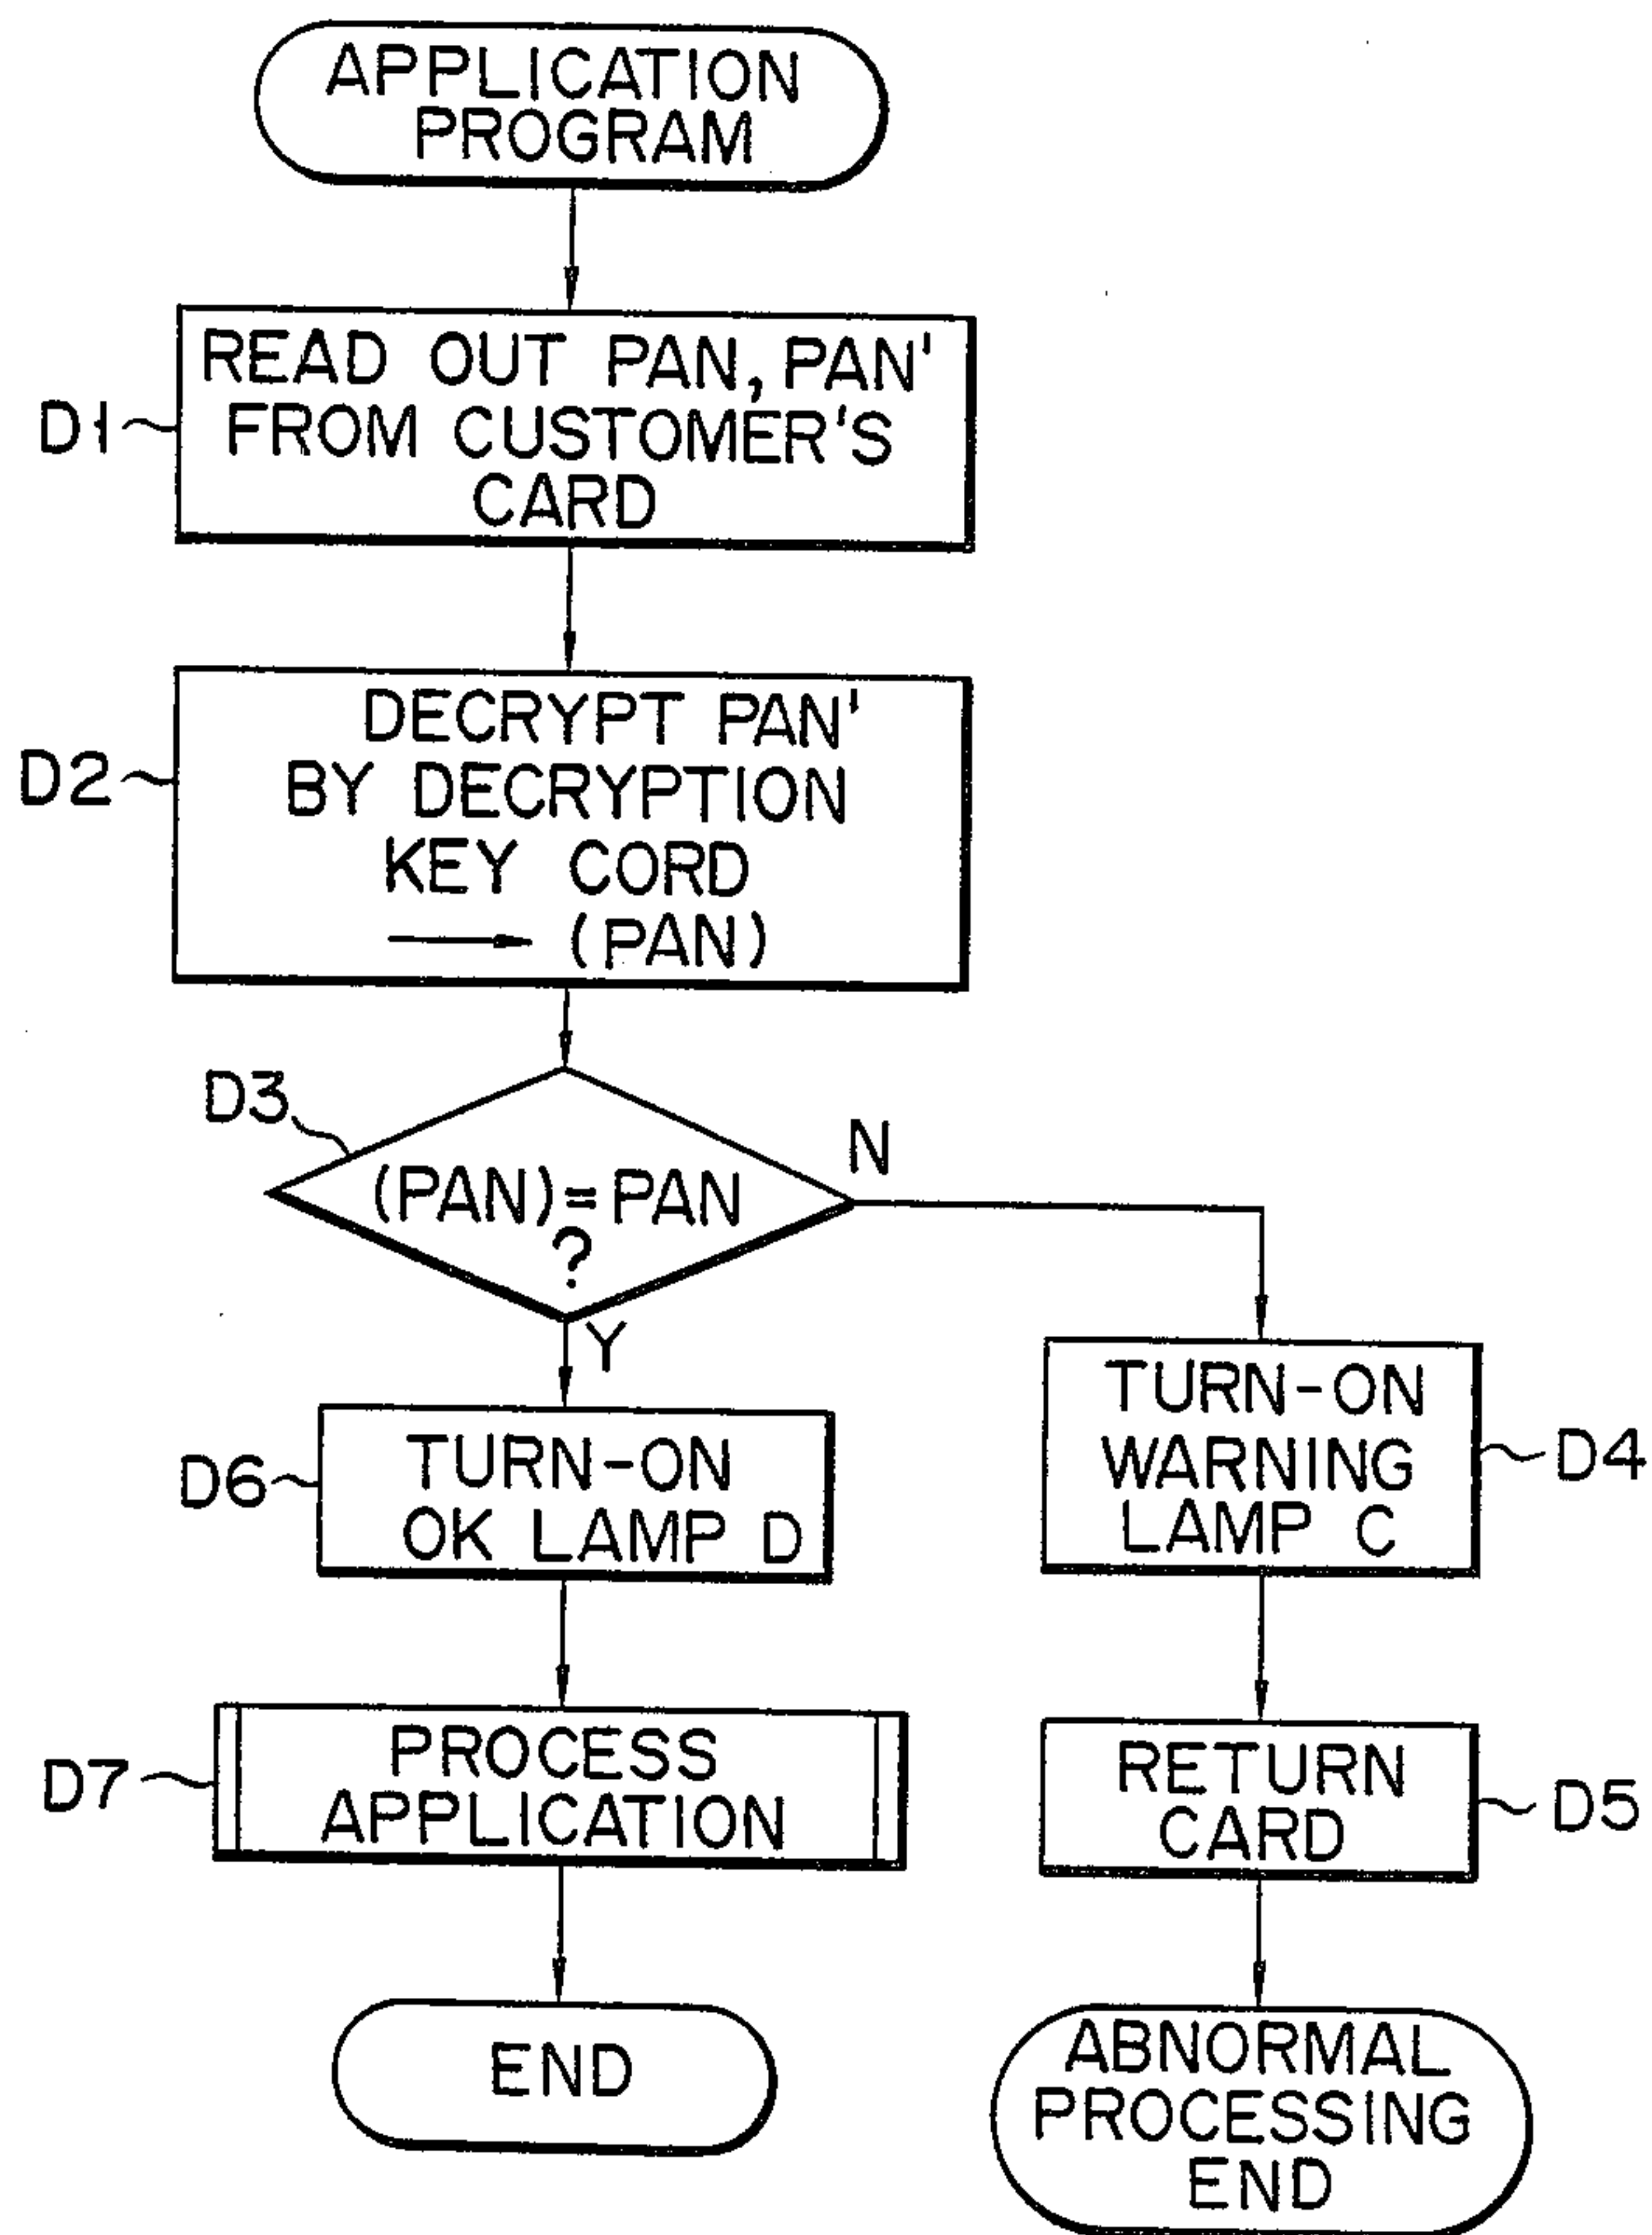 APPLICATION
PROGRAM
D1
READ OUT PAN, PAN'
FROM CUSTOMER'S
CARD
D2
DECRYPT PAN'
BY DECRYPTION
KEY CORD
→ (PAN)
D3
(PAN)=PAN
?
N
Y
D6
TURN-ON
OK LAMP D
D7
PROCESS
APPLICATION
END
TURN-ON
WARNING
LAMP C
D4
RETURN
CARD
D5
ABNORMAL
PROCESSING
END